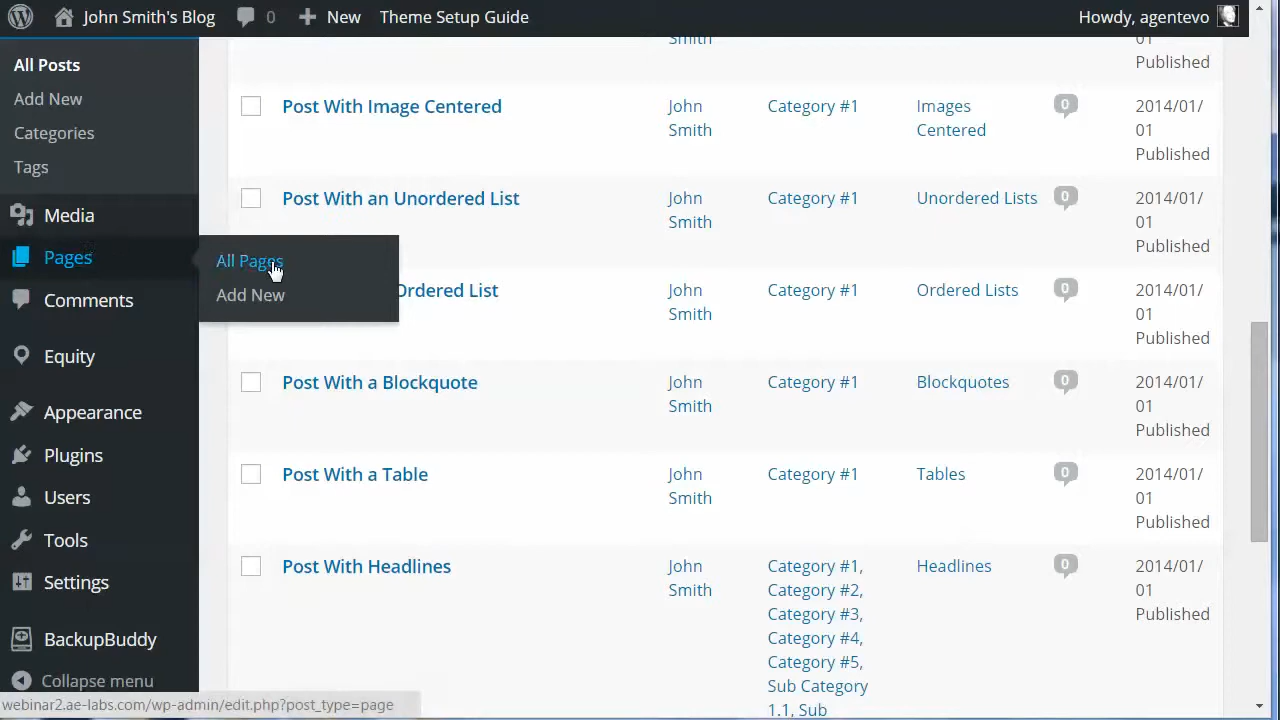 John Smith's Blog 0 New Theme Setup Guide Howdy, agentevo
All Posts
Add New
Categories
Tags
Media
Pages
Comments
Equity
Appearance
Plugins
Users
Tools
Settings
BackupBuddy
Collapse menu
All Pages
Add New
Smith
01
Published
Post With Image Centered
John
Smith
Category #1
Images
Centered
0
2014/01/
01
Published
Post With an Unordered List
John
Smith
Category #1
Unordered Lists
0
2014/01/
01
Published
Ordered List
John
Smith
Category #1
Ordered Lists
0
2014/01/
01
Published
Post With a Blockquote
John
Smith
Category #1
Blockquotes
0
2014/01/
01
Published
Post With a Table
John
Smith
Category #1
Tables
0
2014/01/
01
Published
Post With Headlines
John
Smith
Category #1,
Category #2,
Category #3,
Category #4,
Category #5,
Sub Category
1.1, Sub
Headlines
0
2014/01/
01
Published
webinar2.ae-labs.com/wp-admin/edit.php?post_type=page